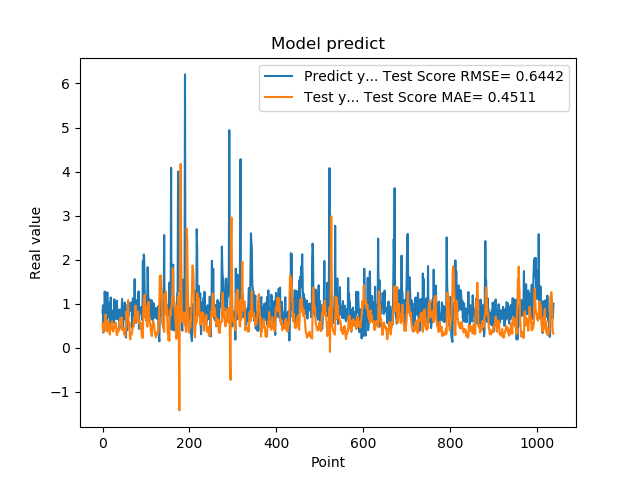 Model predict
Predict y... Test Score RMSE= 0.6442
Test y... Test Score MAE= 0.4511
6
5
4
3
2
1
0
−1
Real value
0 200 400 600 800 1000
Point